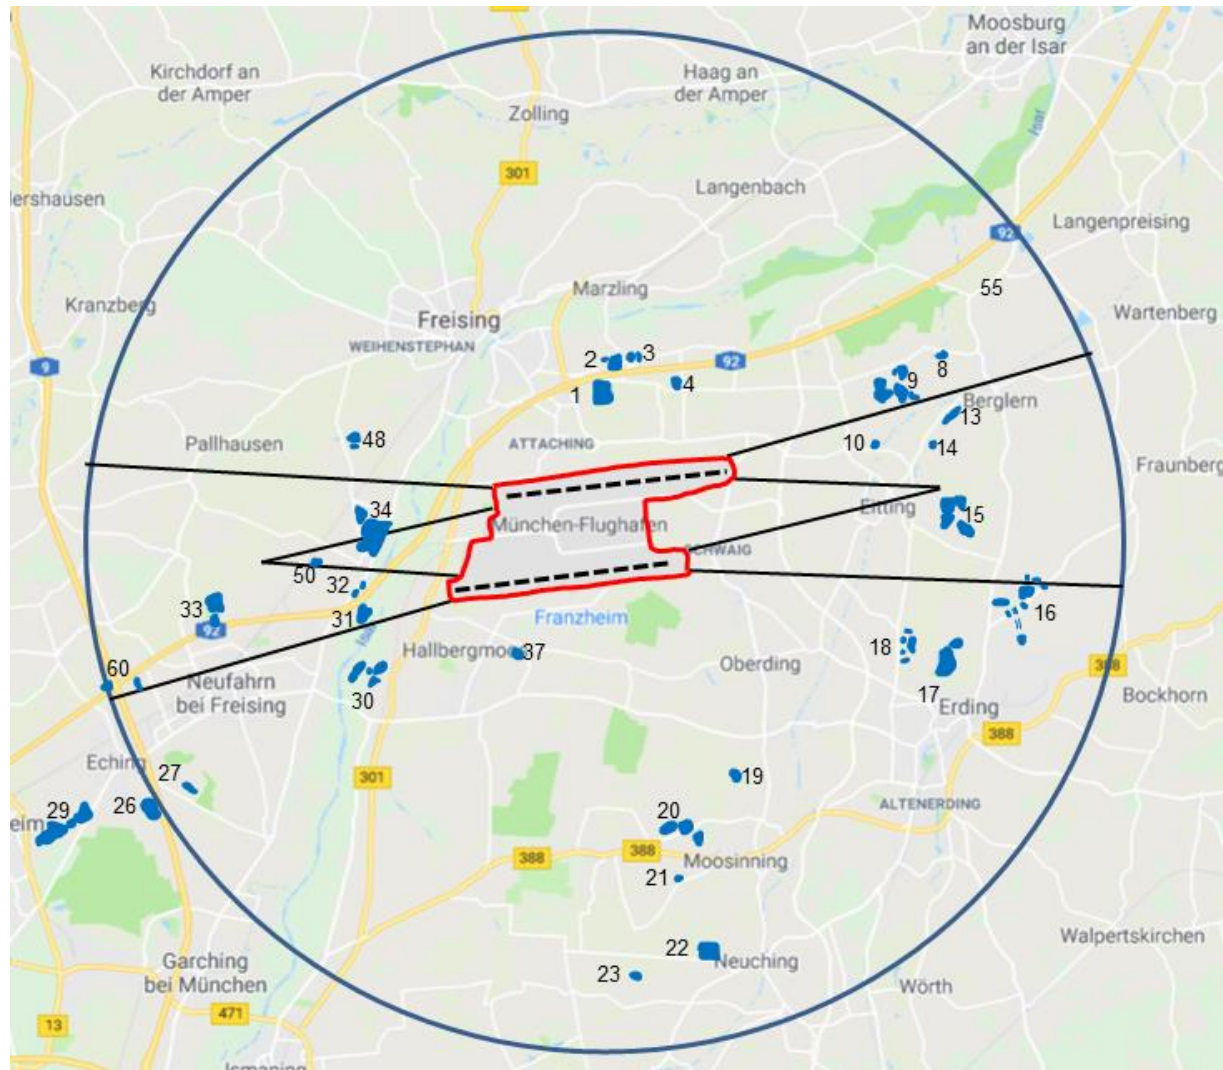 Moosburg
an der Isar
Kirchdorf an
der Amper
Haag an
der Amper
Zolling
Isar
301
Langenbach
lershausen
92
Langenpreising
55
Marzling
Kranzberg
Wartenberg
Freising
WEIHENSTEPHAN
2
3
92
8
9
1
4
9
Berglern
13
48
Pallhausen
ATTACHING
10
14
Fraunberg
34
Eitting
15
München-Flughafen
SCHWAIG
50
32
33
31
16
92
Franzheim
18
Hallbergmoos
37
60
Oberding
388
17
Neufahrn
bei Freising
30
Bockhorn
Erding
388
Eching
27
301
19
26
29
ALTENERDING
eim
20
388
388
Moosinning
21
Walpertskirchen
22
Neuching
Garching
bei München
23
Wörth
471
13
Ismaning